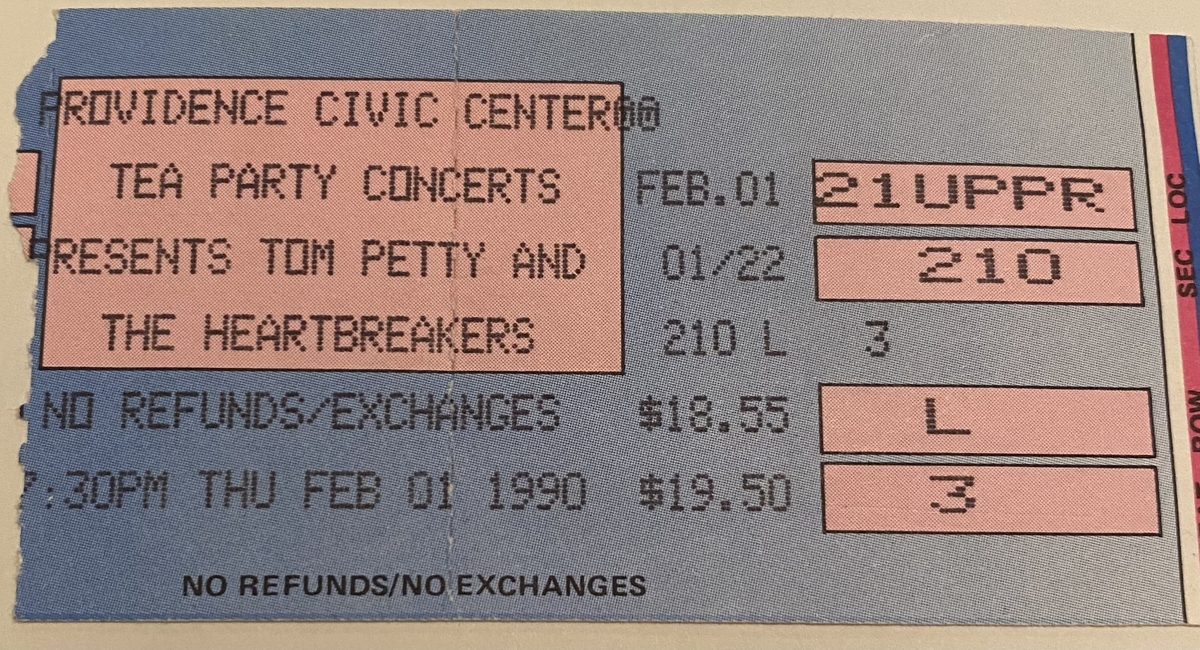 PROVIDENCE CIVIC CENTER00
TEA PARTY CONCERTS
PRESENTS TOM PETTY AND
THE HEARTBREAKERS
NO REFUNDS/EXCHANGES
7:30PM THU FEB 01 1990
NO REFUNDS/NO EXCHANGES
FEB.01
01/22
210 L 3
$18.55
$19.50
21UPPR
210
L
3
LOC
SEC
ROW